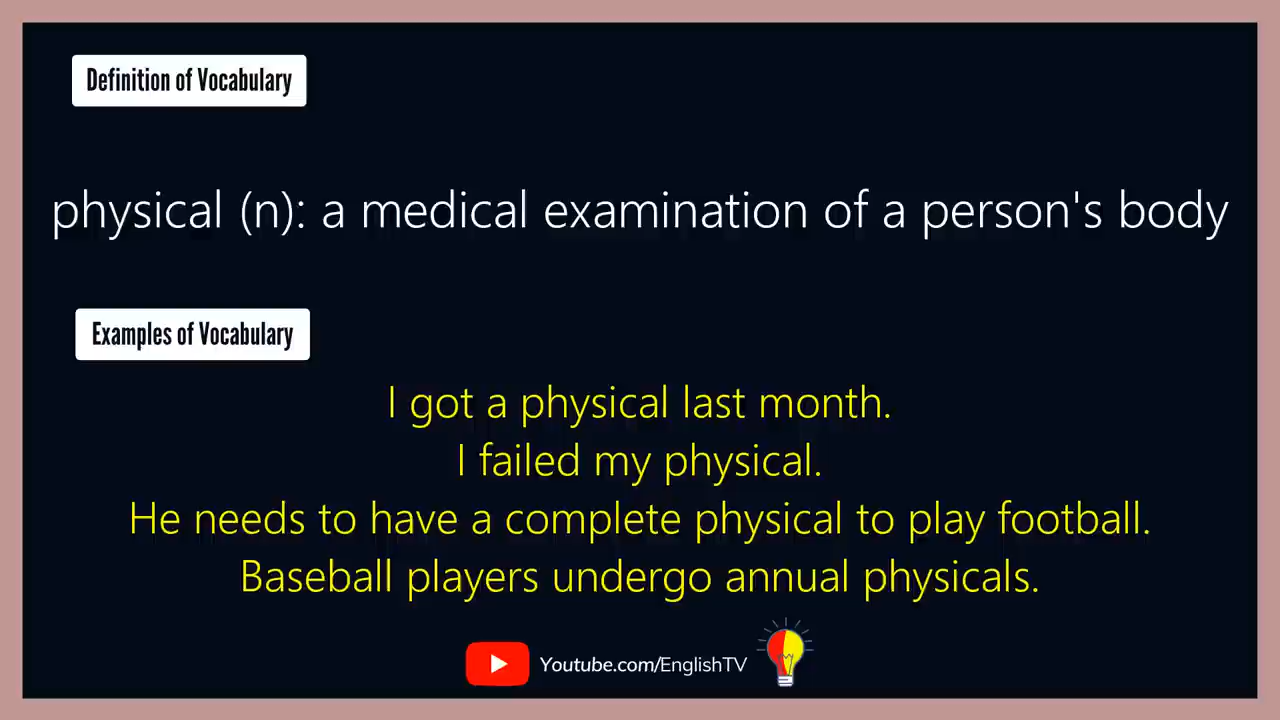 Definition of Vocabulary
physical (n): a medical examination of a person's body
Examples of Vocabulary
I got a physical last month.
I failed my physical.
He needs to have a complete physical to play football.
Baseball players undergo annual physicals.
Youtube.com/EnglishTV